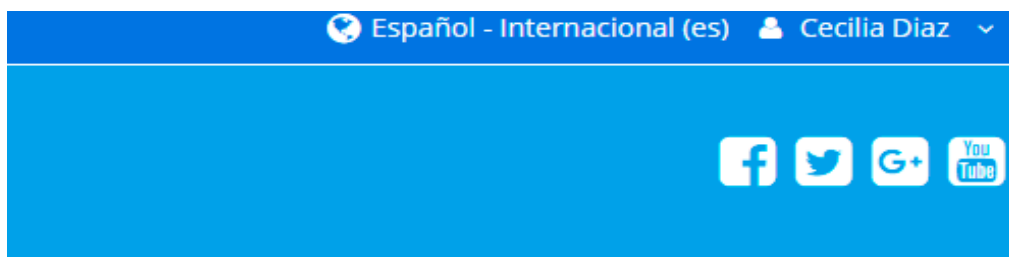 Español - Internacional (es) Cecilia Diaz
f G+ You Tube